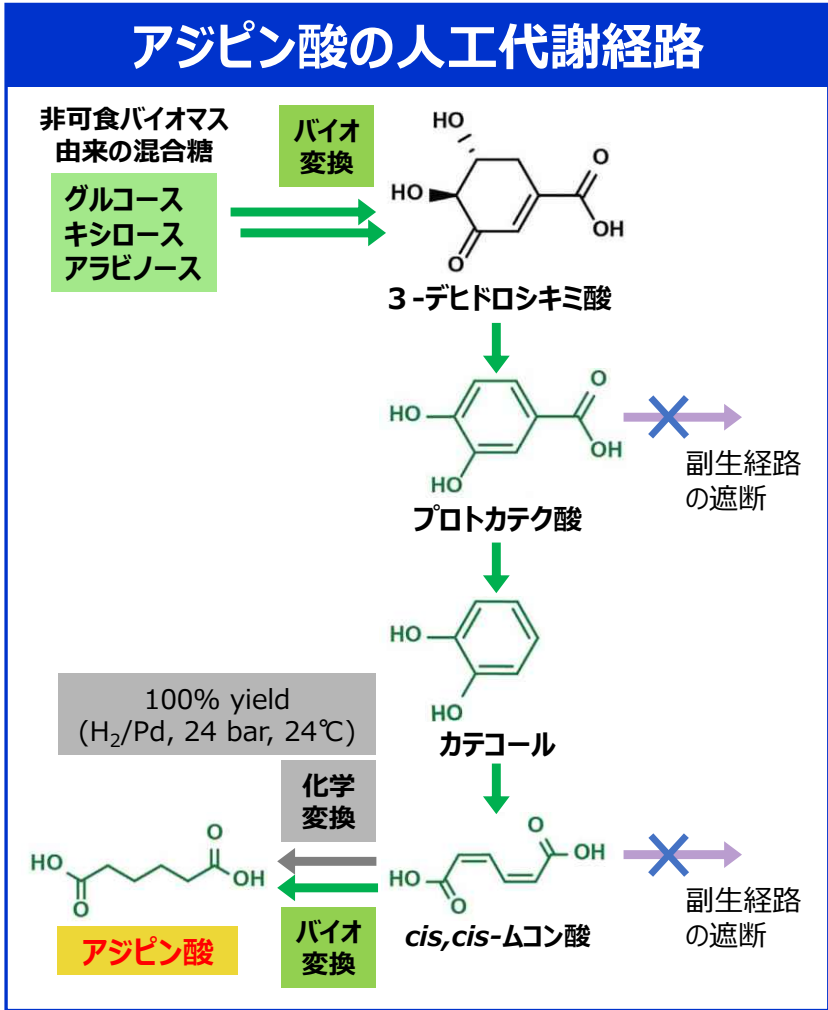 アジピン酸の人工代謝経路
非可食バイオマス
由来の混合糖
グルコース
キシロース
アラビノース
バイオ
変換
HO
HO
O
O
OH
3-デヒドロシキミ酸
HO
HO
O
OH
副生経路
の遮断
プロトカテク酸
HO
HO
カテコール
100% yield
(H₂/Pd, 24 bar, 24℃)
化学
変換
HO
O
O
OH
アジピン酸
バイオ
変換
HO
O
O
OH
cis,cis-ムコン酸
副生経路
の遮断